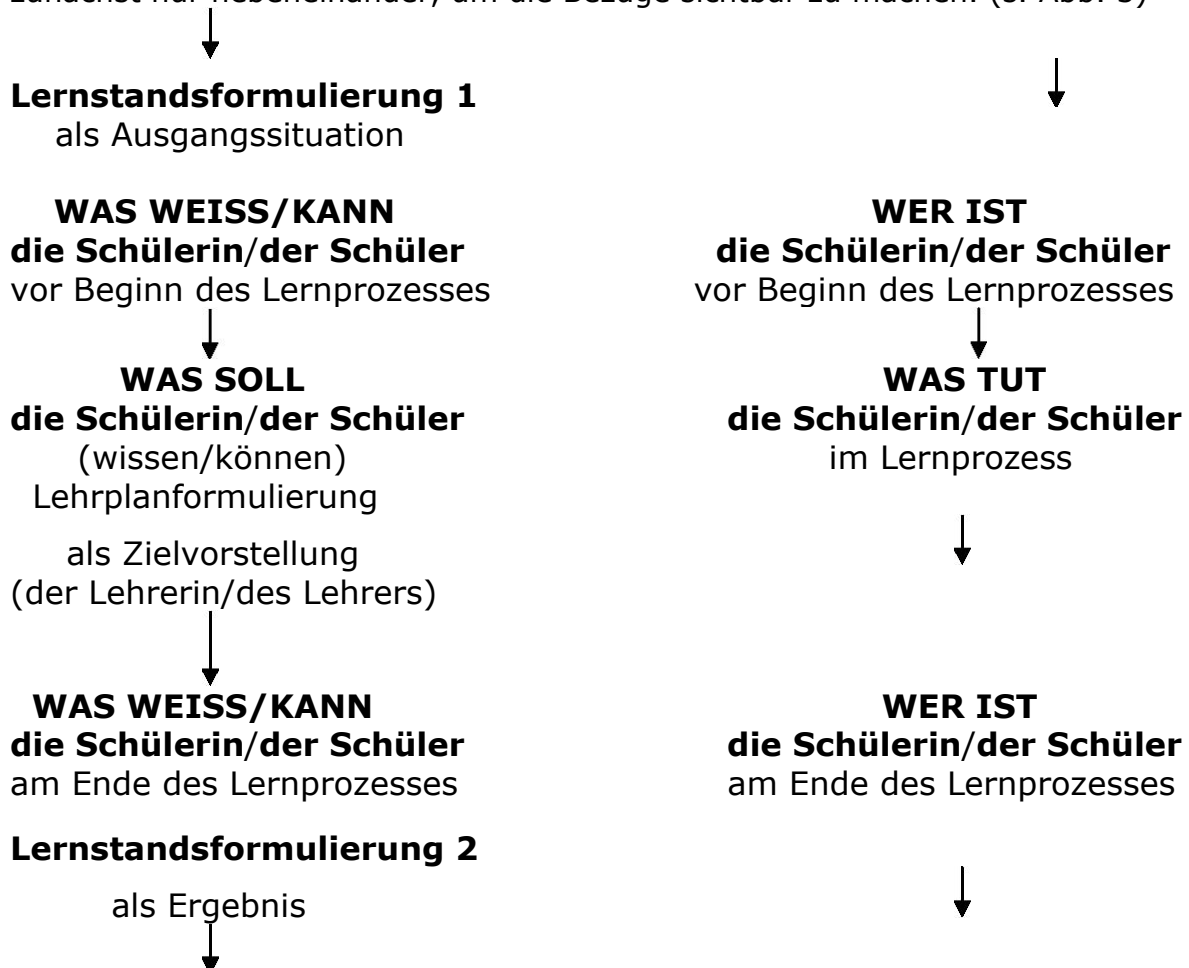 zunächst nur nebeneinander, um die Bezüge sichtbar zu machen. (s. Abb.
Lernstandsformulierung 1
als Ausgangssituation
WAS WEISS/KANN
die Schülerin/der Schüler
vor Beginn des Lernprozesses
WAS SOLL
die Schülerin/der Schüler
(wissen/können)
Lehrplanformulierung
als Zielvorstellung
(der Lehrerin/des Lehrers)
WAS WEISS/KANN
die Schülerin/der Schüler
am Ende des Lernprozesses
Lernstandsformulierung 2
als Ergebnis
WER IST
die Schülerin/der Schüler
vor Beginn des Lernprozesses
WAS TUT
die Schülerin/der Schüler
im Lernprozess
WER IST
die Schülerin/der Schüler
am Ende des Lernprozesses